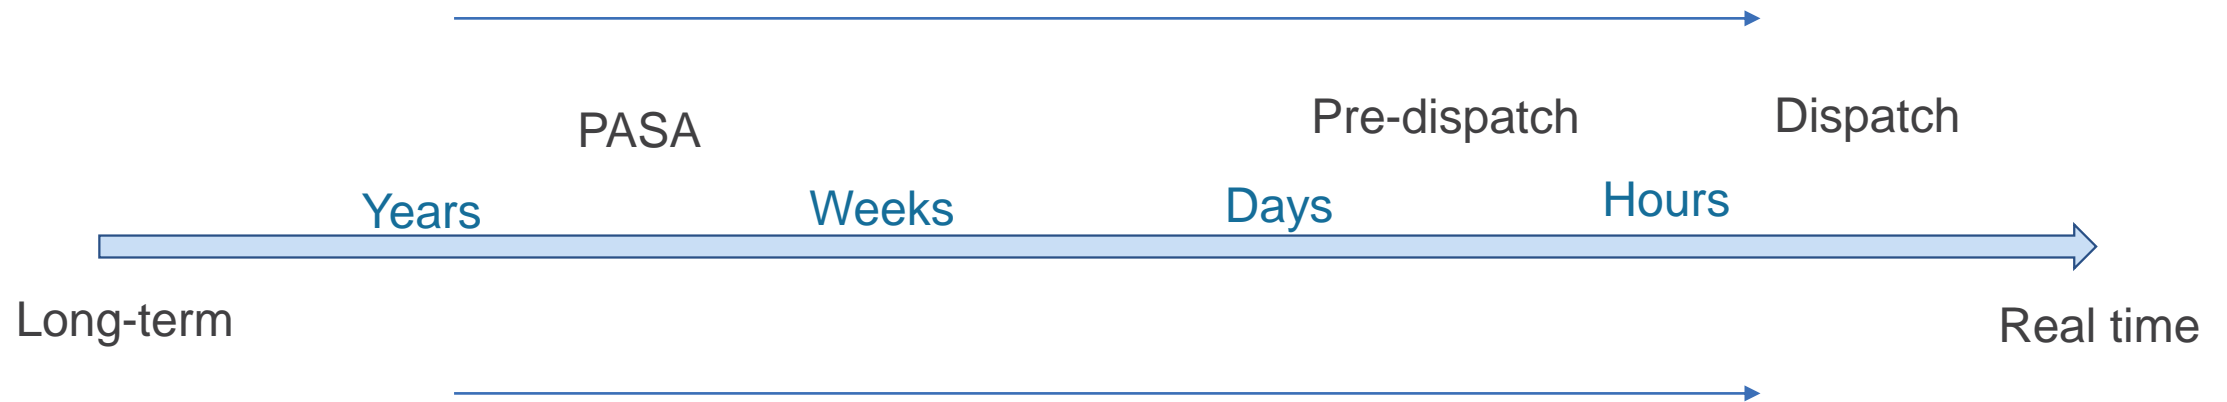 PASA
Pre-dispatch
Dispatch
Years
Weeks
Days
Hours
Long-term
Real time